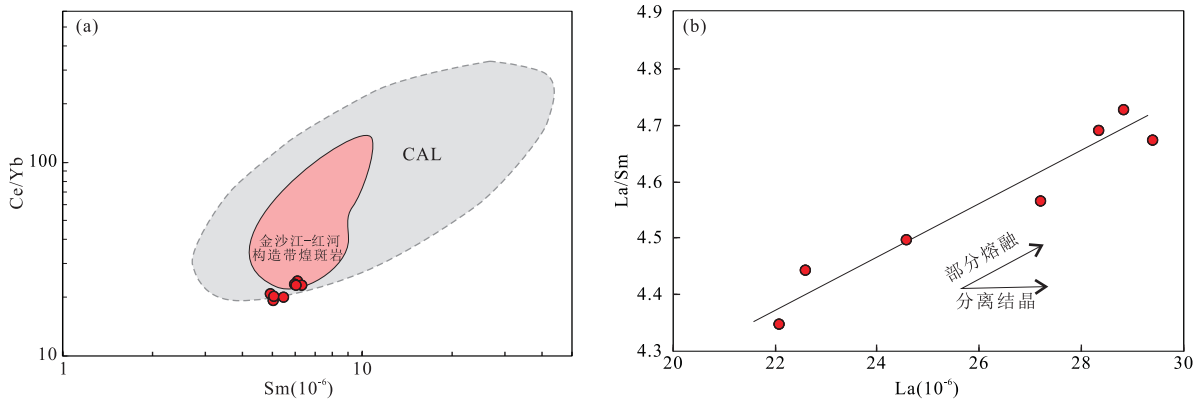 (a)
Ce/Yb
100
10
CAL
金沙江-红河
构造带煌斑岩
1
10
Sm(10⁻⁶)
(b)
La/Sm
4.9
4.8
4.7
4.6
4.5
4.4
4.3
部分熔融
分离结晶
20
22
24
26
28
30
La(10⁻⁶)